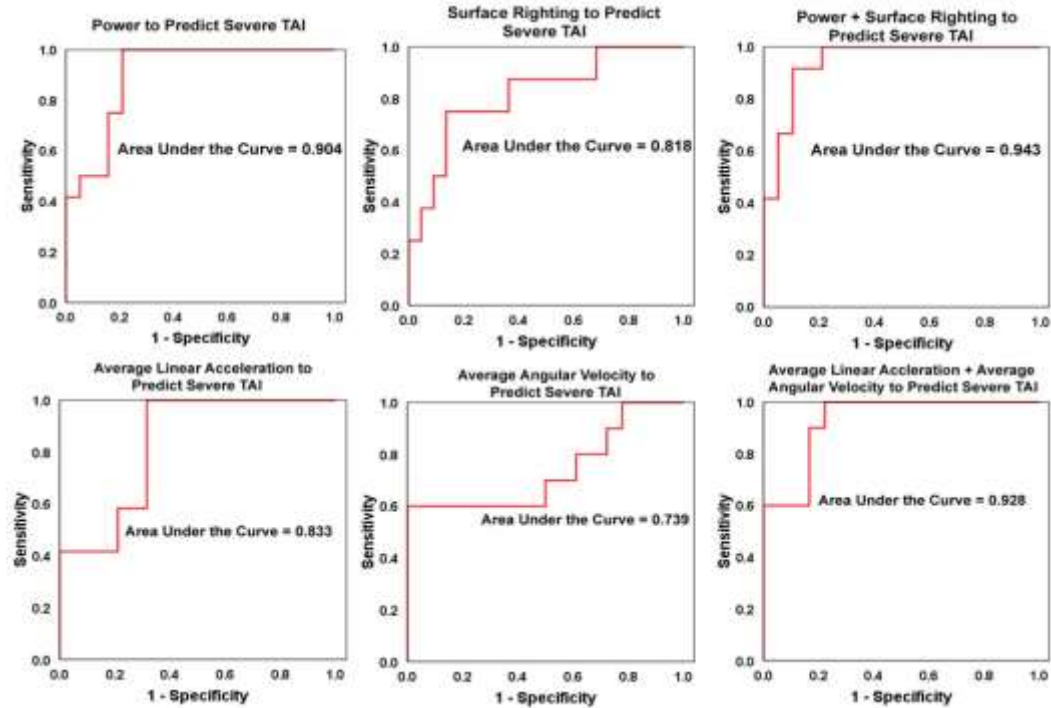 Power to Predict Severe TAI
Sensitivity
1.0
0.8
0.6
0.4
0.2
0.0
Area Under the Curve = 0.904
0.0 0.2 0.4 0.6 0.8 1.0
1 - Specificity
Surface Righting to Predict
Severe TAI
Sensitivity
1.0
0.8
0.6
0.4
0.2
0.0
Area Under the Curve = 0.818
0.0 0.2 0.4 0.6 0.8 1.0
1 - Specificity
Power + Surface Righting to
Predict Severe TAI
Sensitivity
1.0
0.8
0.6
0.4
0.2
0.0
Area Under the Curve = 0.943
0.0 0.2 0.4 0.6 0.8 1.0
1 - Specificity
Average Linear Acceleration to
Predict Severe TAI
Sensitivity
1.0
0.8
0.6
0.4
0.2
0.0
Area Under the Curve = 0.833
0.0 0.2 0.4 0.6 0.8 1.0
1 - Specificity
Average Angular Velocity to
Predict Severe TAI
Sensitivity
1.0
0.8
0.6
0.4
0.2
0.0
Area Under the Curve = 0.739
0.0 0.2 0.4 0.6 0.8 1.0
1 - Specificity
Average Linear Accleration + Average
Angular Velocity to Predict Severe TAI
Sensitivity
1.0
0.8
0.6
0.4
0.2
0.0
Area Under the Curve = 0.928
0.0 0.2 0.4 0.6 0.8 1.0
1 - Specificity